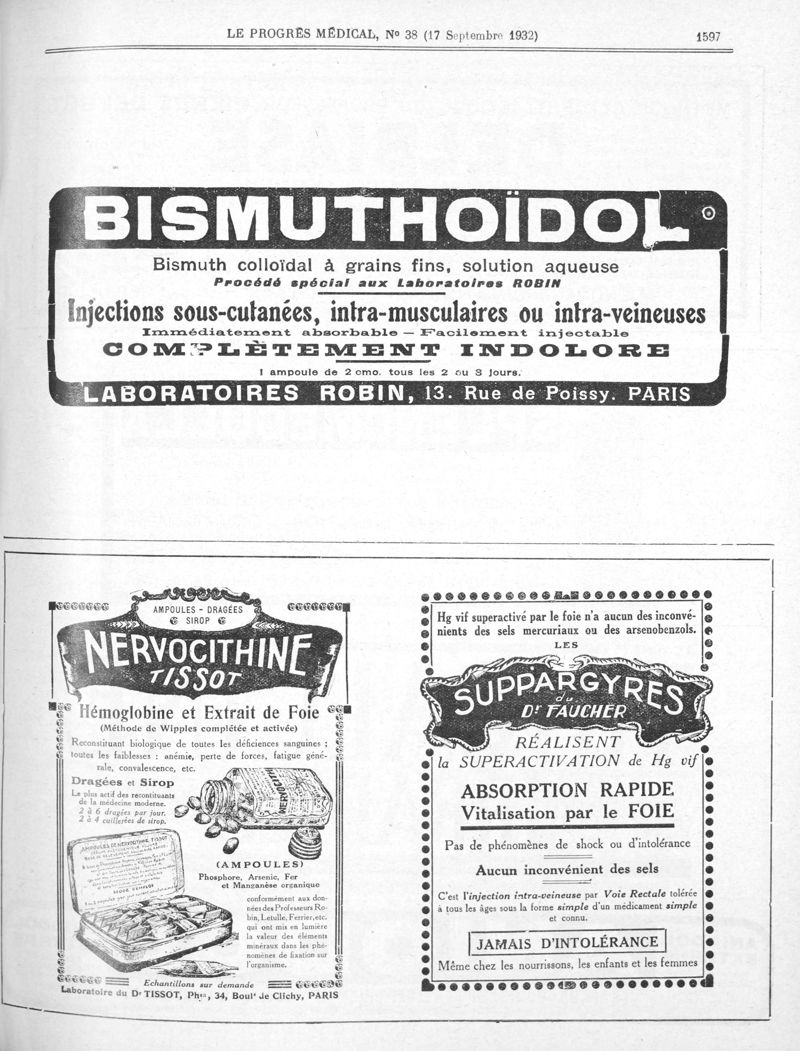 LE PROGRÈS MÉDICAL, No 38 (17 Septembre 1932)
1597
BISMUTHOÏDOL
Bismuth colloïdal à grains fins, solution aqueuse
Procédé spécial aux Laboratoires ROBIN
Injections sous-cutanées, intra-musculaires ou intra-veineuses
Immédiatement absorbable — Facilement injectable
COMPLÈTEMENT INDOLORE
1 ampoule de 2 cmc. tous les 2 ou 3 jours.
LABORATOIRES ROBIN, 13. Rue de Poissy. PARIS
AMPOULES - DRAGÉES
SIROP
NERVOCITHINE
TISSOT
Hémoglobine et Extrait de Foie
(Méthode de Wipples complétée et activée)
Reconstituant biologique de toutes les déficiences sanguines ;
toutes les faiblesses : anémie, perte de forces, fatigue géné-
rale, convalescence, etc.
Dragées et Sirop
Le plus actif des reconstituants
de la médecine moderne.
2 à 6 dragées par jour.
2 à 4 cuillerées de sirop.
NERVOCITHINE
AMPOULES DE NERVOCITHINE TISSOT
MODE D'EMPLOI
(AMPOULES)
Phosphore, Arsenic, Fer
et Manganèse organique
conformément aux don-
nées des Professeurs Ro-
bin, Letulle, Ferrier, etc.
qui ont mis en lumière
la valeur des éléments
minéraux dans les phé-
nomènes de fixation sur
l'organisme.
Echantillons sur demande
Laboratoire du Dr TISSOT, Phen, 34, Bould de Clichy, PARIS
Hg vif superactivé par le foie n'a aucun des inconvé-
nients des sels mercuriaux ou des arsenobenzols.
LES
SUPPARGYRES
du
Dr FAUCHER
RÉALISENT
la SUPERACTIVATION de Hg vif
ABSORPTION RAPIDE
Vitalisation par le FOIE
Pas de phénomènes de shock ou d'intolérance
Aucun inconvénient des sels
C'est l'injection intra-veineuse par Voie Rectale tolérée
à tous les âges sous la forme simple d'un médicament simple
et connu.
JAMAIS D'INTOLÉRANCE
Même chez les nourrissons, les enfants et les femmes